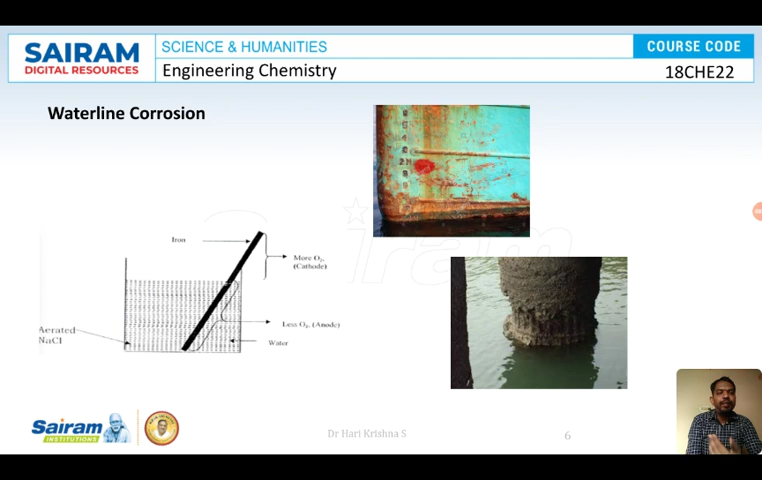 SAIRAM
DIGITAL RESOURCES
SCIENCE & HUMANITIES
COURSE CODE
Engineering Chemistry
18CHE22
Waterline Corrosion
Iron
More O₂,
(Cathode)
Less O₂, (Anode)
Aerated
NaCl
Water
Sairam
INSTITUTIONS
Dr Hari Krishna S
6